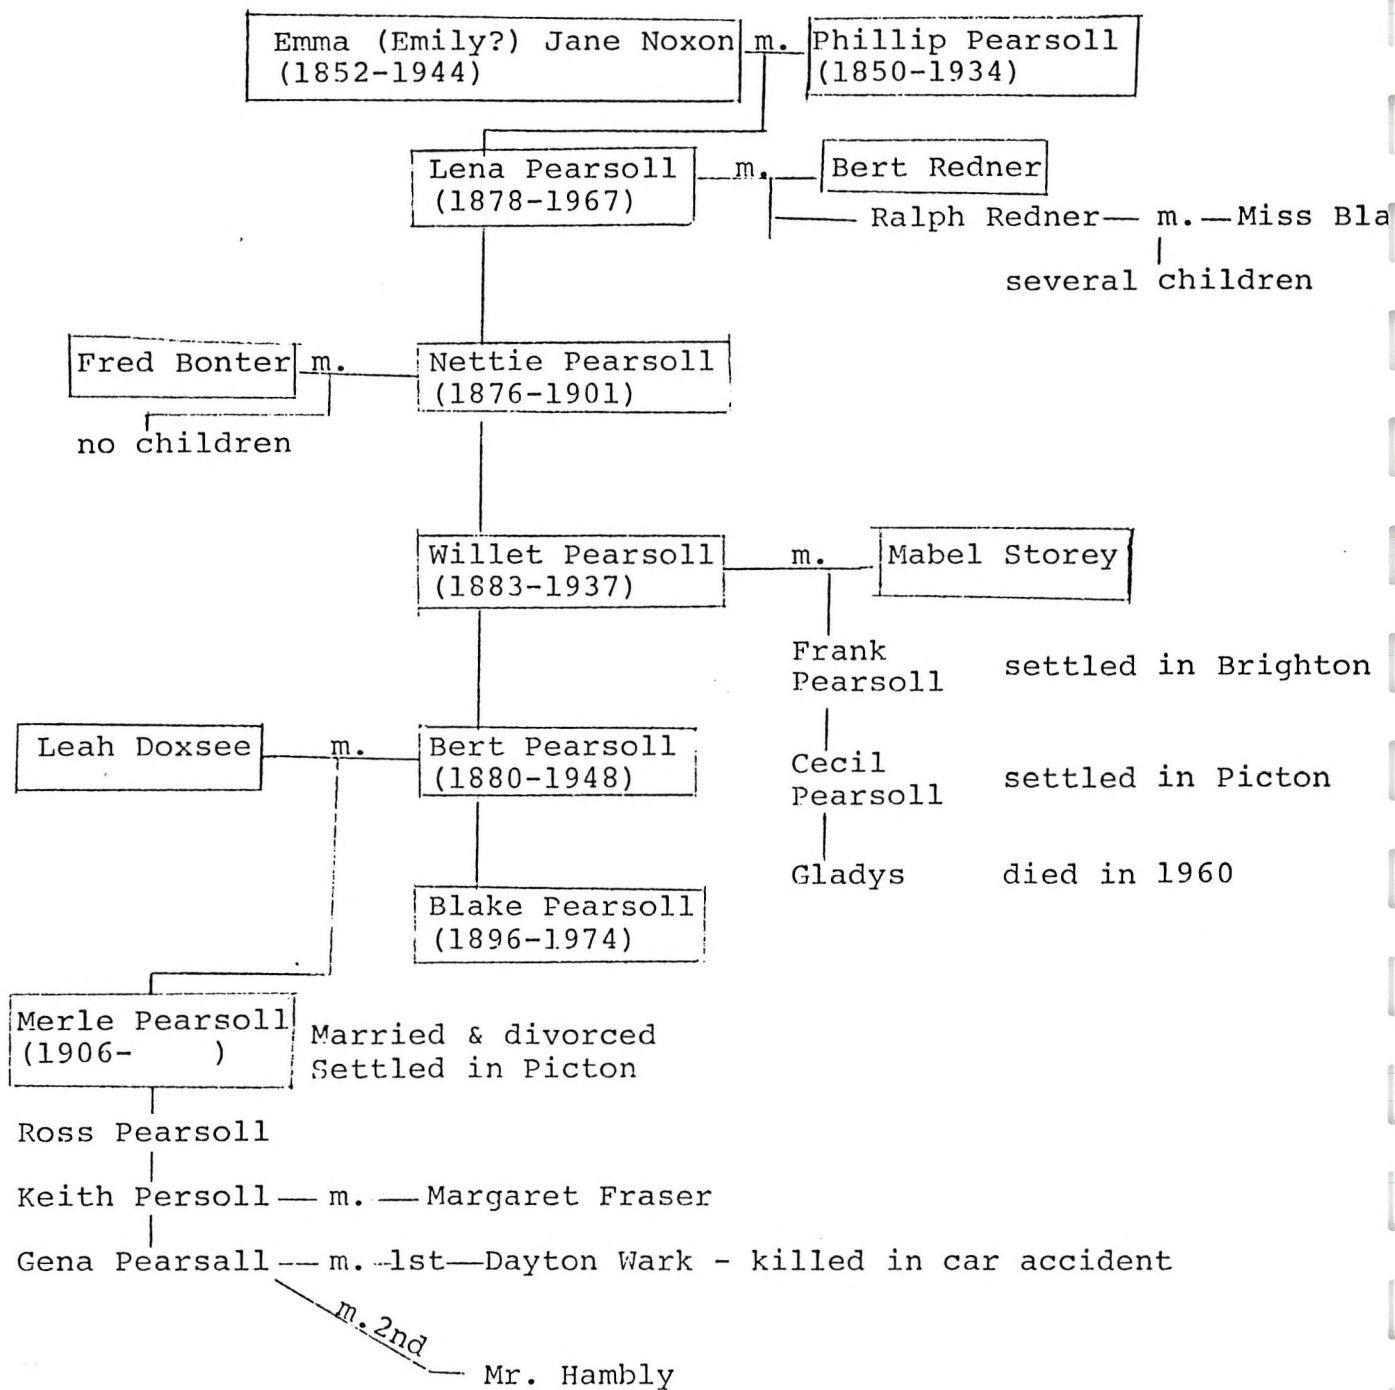 Emma (Emily?) Jane Noxon m. Phillip Pearsoll
(1852-1944) (1850-1934)
Lena Pearsoll m. Bert Redner
(1878-1967)
Ralph Redner — m. — Miss Bla
several children
Fred Bonter m. Nettie Pearsoll
(1876-1901)
no children
Willet Pearsoll m. Mabel Storey
(1883-1937)
Frank
Pearsoll settled in Brighton
Leah Doxsee m. Bert Pearsoll
(1880-1948)
Cecil
Pearsoll settled in Picton
Gladys died in 1960
Blake Pearsoll
(1896-1974)
Merle Pearsoll
(1906- )
Married & divorced
Settled in Picton
Ross Pearsoll
Keith Persoll — m. — Margaret Fraser
Gena Pearsall — m. 1st — Dayton Wark - killed in car accident
m. 2nd
Mr. Hambly